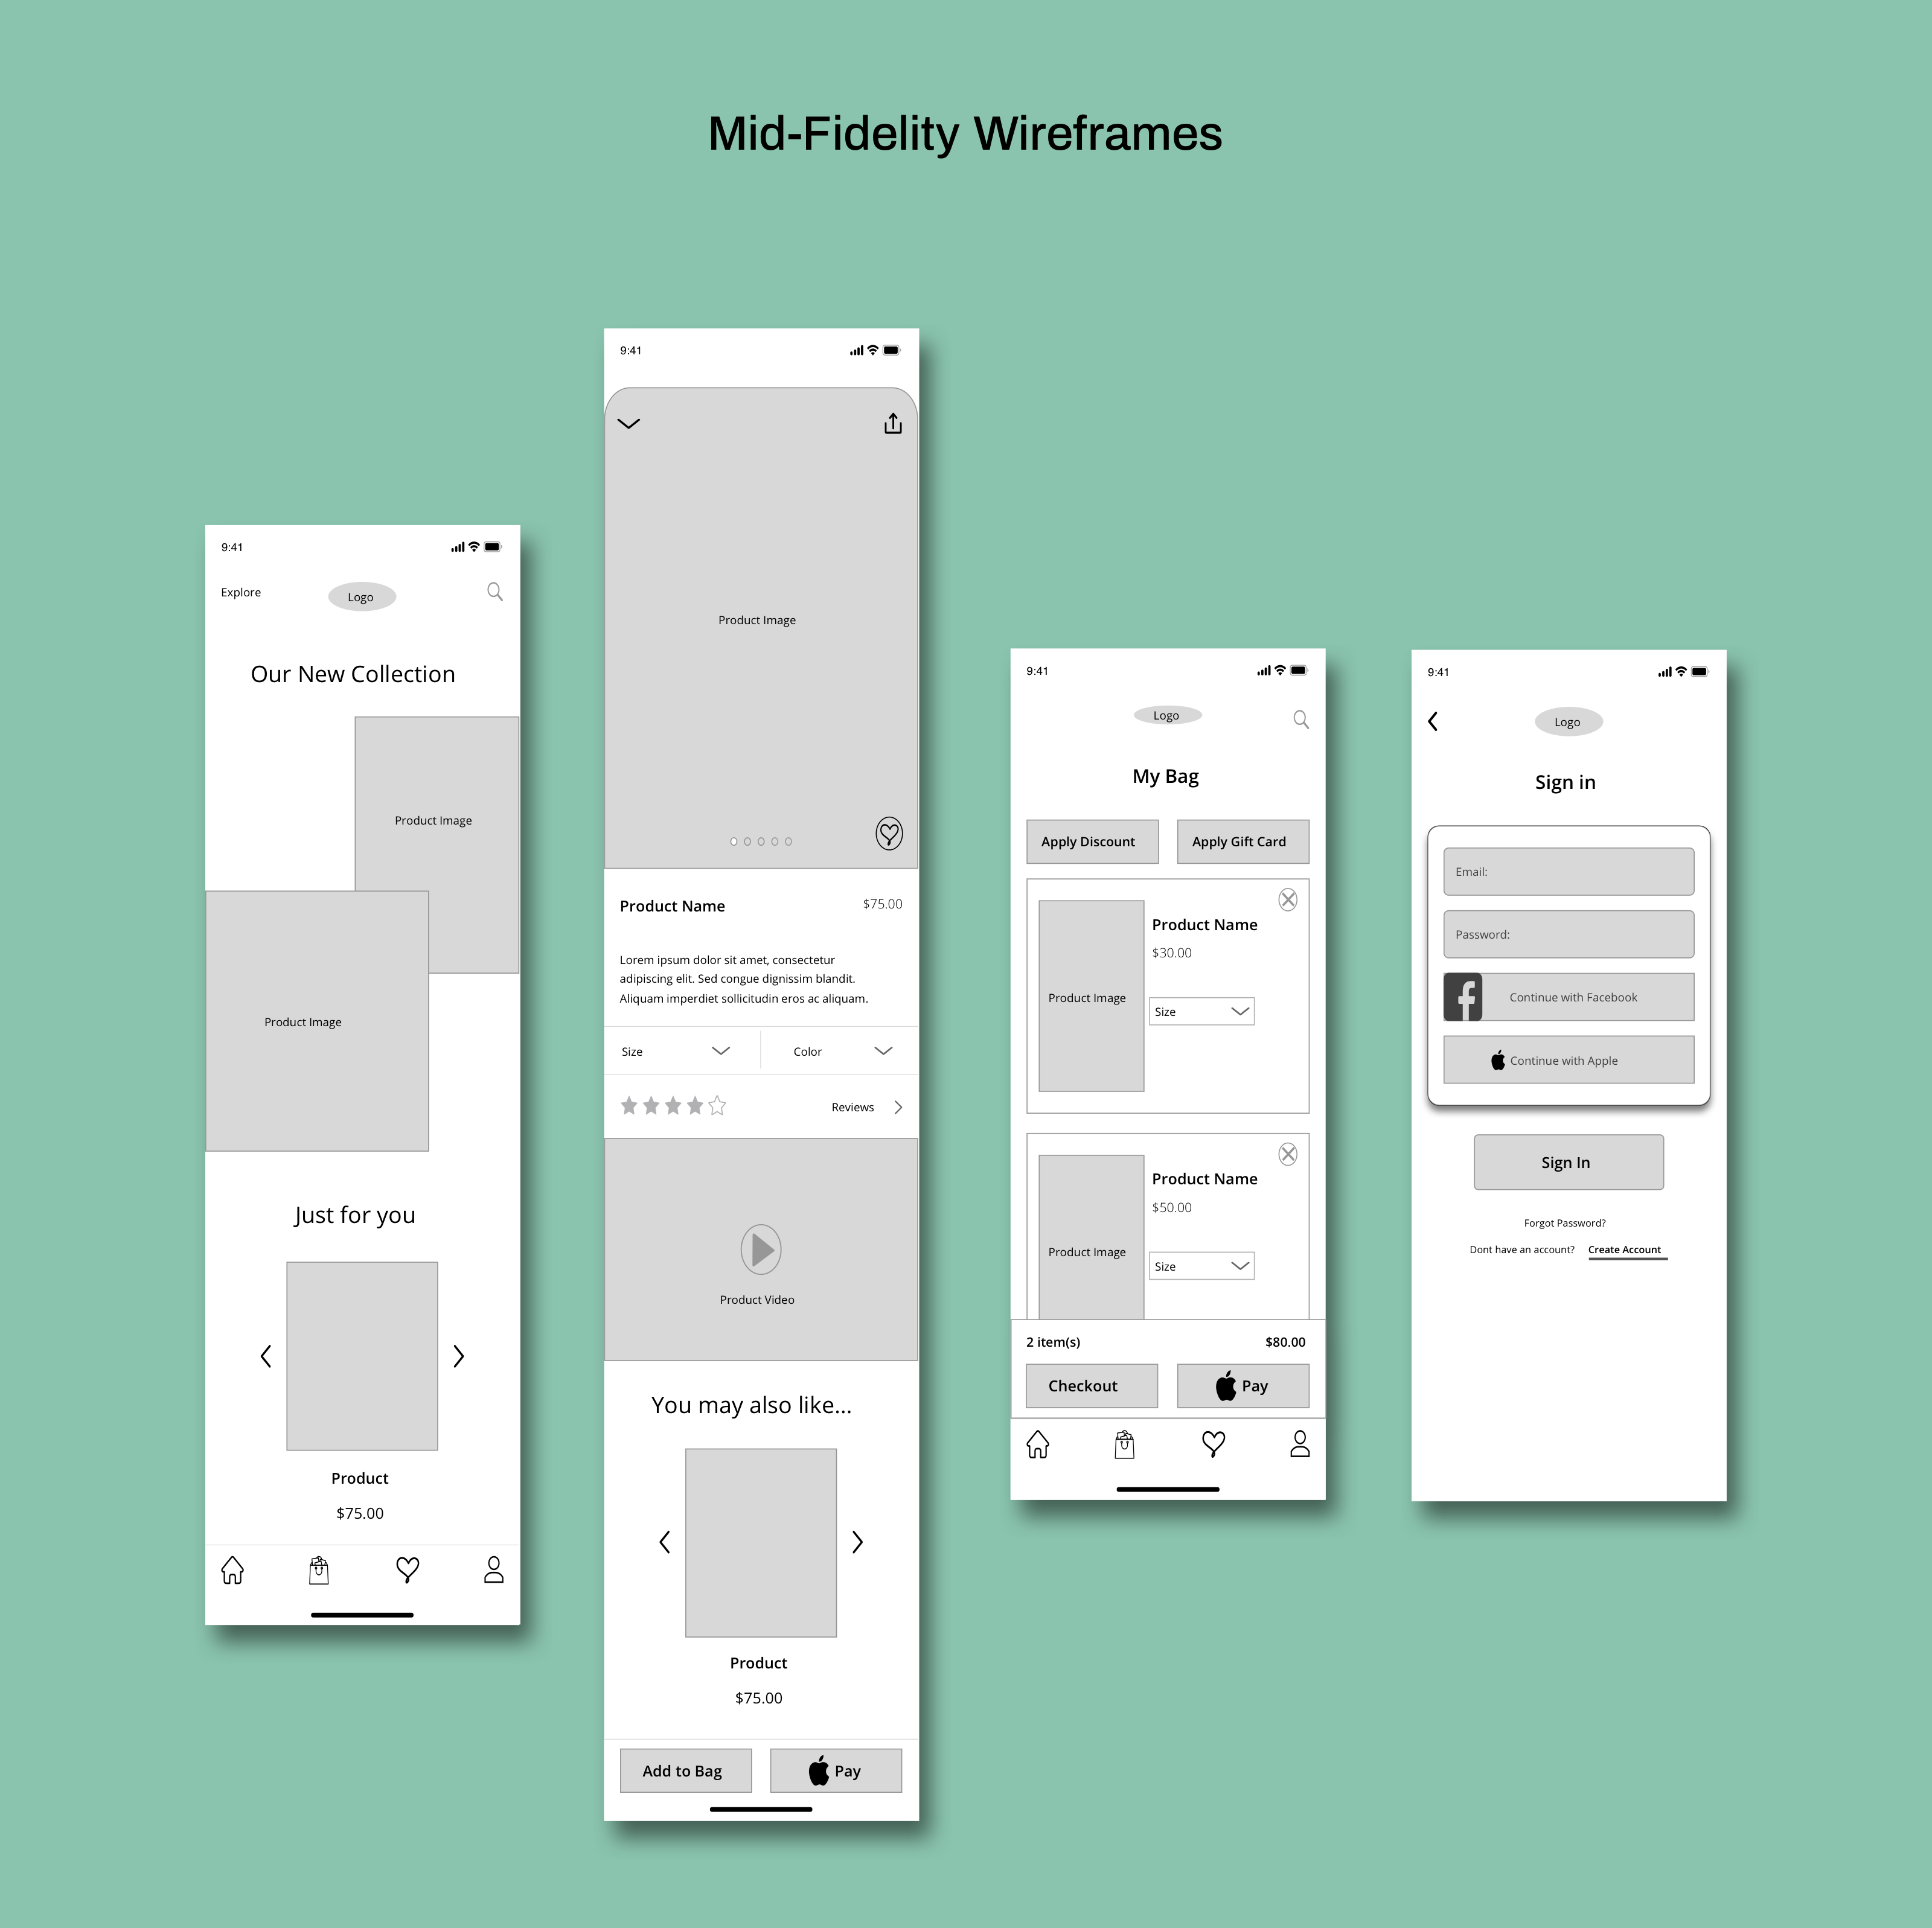 Mid-Fidelity Wireframes
9:41
Explore
Logo
Our New Collection
Product Image
Product Image
Just for you
Product
$75.00
9:41
Product Image
Product Name
$75.00
Lorem ipsum dolor sit amet, consectetur
adipiscing elit. Sed congue dignissim blandit.
Aliquam imperdiet sollicitudin eros ac aliquam.
Size
Color
Reviews
Product Video
You may also like...
Product
$75.00
Add to Bag
Pay
9:41
Logo
My Bag
Apply Discount
Apply Gift Card
Product Image
Product Name
$30.00
Size
Product Image
Product Name
$50.00
Size
2 item(s)
$80.00
Checkout
Pay
9:41
Logo
Sign in
Email:
Password:
Continue with Facebook
Continue with Apple
Sign In
Forgot Password?
Dont have an account?
Create Account